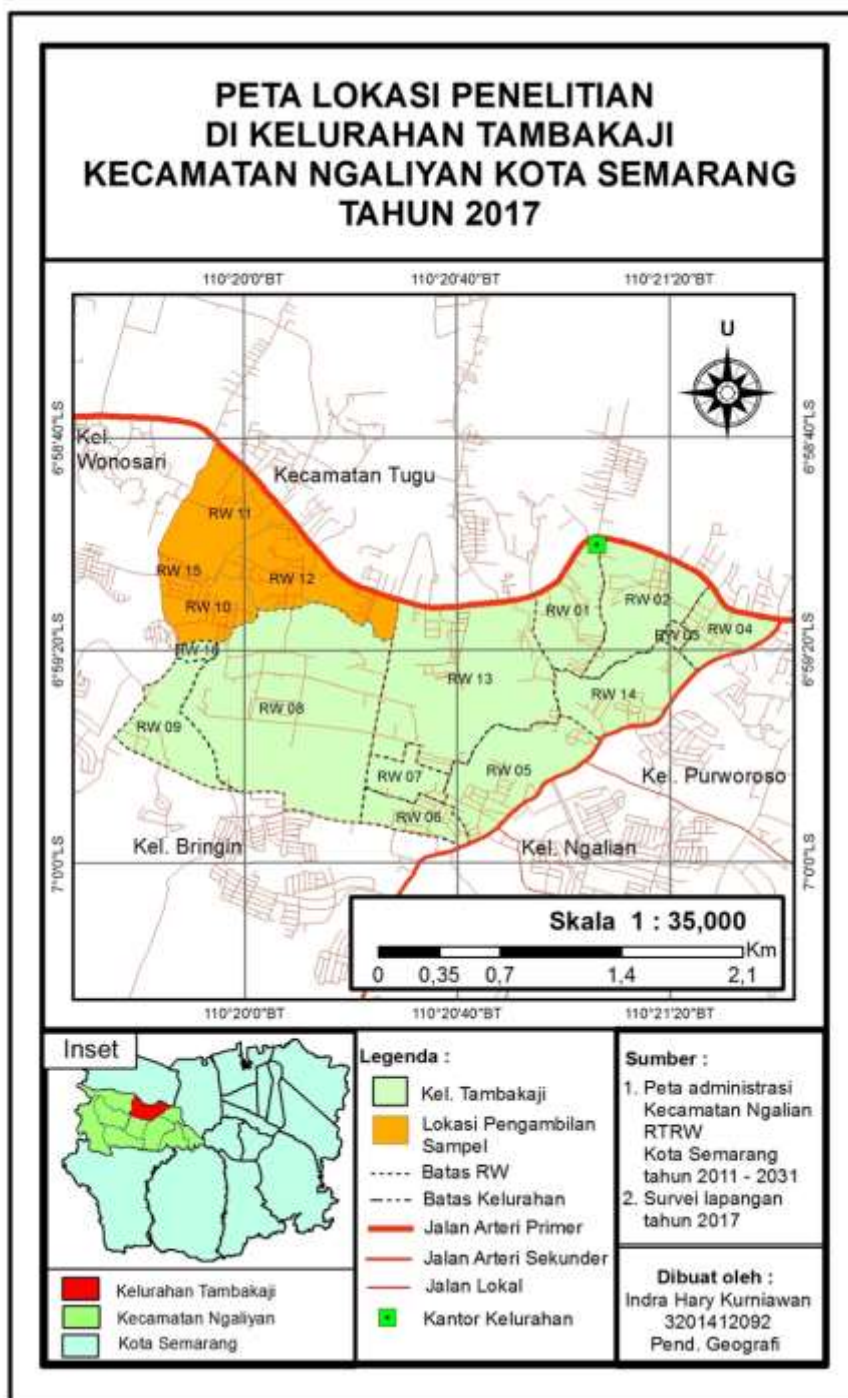 PETA LOKASI PENELITIAN
DI KELURAHAN TAMBAKAJI
KECAMATAN NGALIYAN KOTA SEMARANG
TAHUN 2017
110°20'0"BT
110°20'40"BT
110°21'20"BT
U
6°58'40"LS
6°58'40"LS
Kel.
Wonosari
Kecamatan Tugu
RW 11
RW 15
RW 12
RW 10
RW 01
RW 02
RW 03
RW 04
6°59'20"LS
6°59'20"LS
RW 16
RW 13
RW 14
RW 08
RW 09
RW 07
RW 05
RW 06
Kel. Purworoso
Kel. Bringin
Kel. Ngalian
7°0'0"LS
7°0'0"LS
Skala 1 : 35,000
Km
0 0,35 0,7 1,4 2,1
110°20'0"BT
110°20'40"BT
110°21'20"BT
Inset
Kelurahan Tambakaji
Kecamatan Ngaliyan
Kota Semarang
Legenda :
Kel. Tambakaji
Lokasi Pengambilan
Sampel
Batas RW
Batas Kelurahan
Jalan Arteri Primer
Jalan Arteri Sekunder
Jalan Lokal
Kantor Kelurahan
Sumber :
1. Peta administrasi
Kecamatan Ngalian
RTRW
Kota Semarang
tahun 2011 - 2031
2. Survei lapangan
tahun 2017
Dibuat oleh :
Indra Hary Kurniawan
3201412092
Pend. Geografi